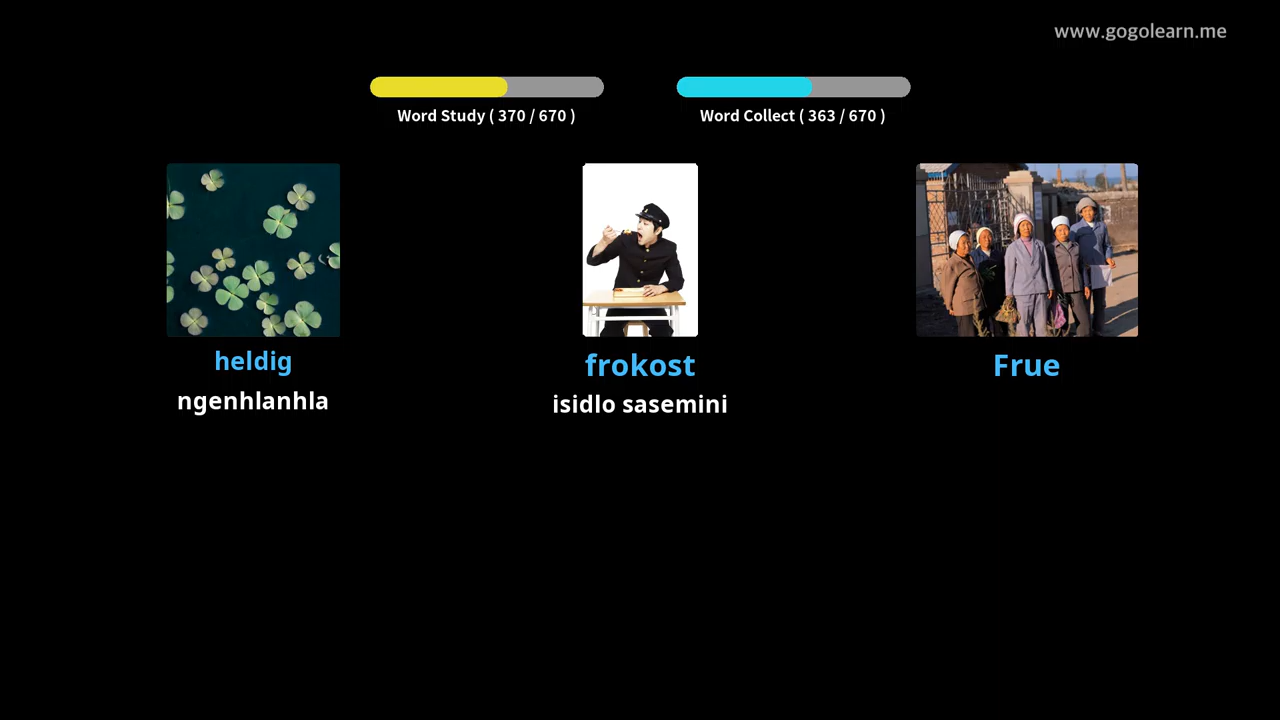 www.gogolearn.me
Word Study ( 370 / 670 )
Word Collect ( 363 / 670 )
heldig
ngenhlanhla
frokost
isidlo sasemini
Frue